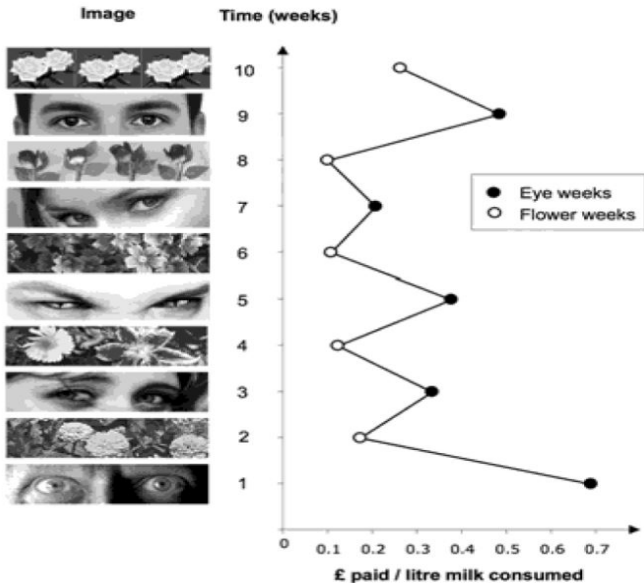 Image
Time (weeks)
10
9
8
7
6
5
4
3
2
1
Eye weeks
Flower weeks
0 0.1 0.2 0.3 0.4 0.5 0.6 0.7
£ paid / litre milk consumed